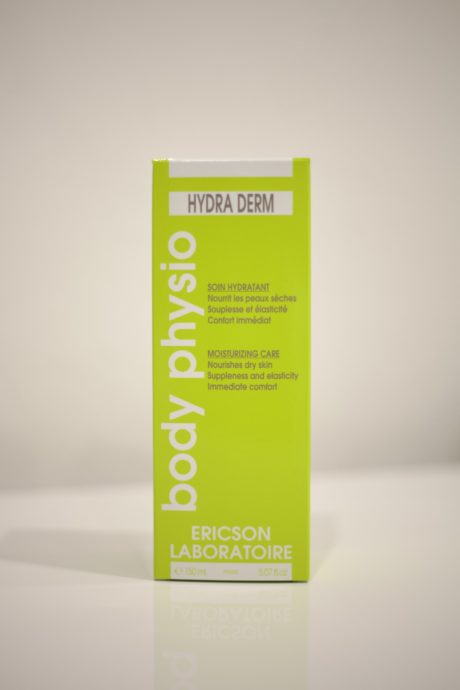 HYDRA DERM
body physio
SOIN HYDRATANT
Nourrit les peaux sèches
Souplesse et élasticité
Confort immédiat
MOISTURIZING CARE
Nourishes dry skin
Suppleness and elasticity
Immediate comfort
ERICSON
LABORATOIRE
150 ml 5.07 fl. oz